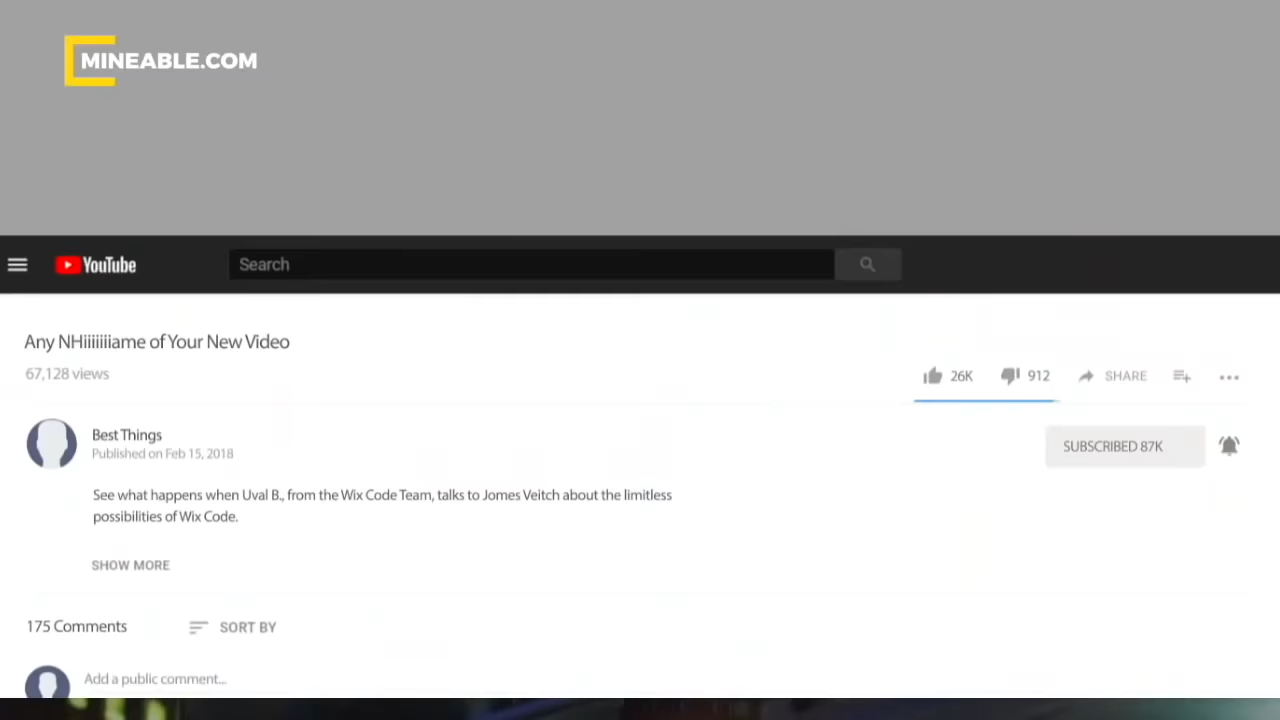 MINEABLE.COM
YouTube
Search
Any NHiiiiiiiame of Your New Video
67,128 views
26K
912
SHARE
Best Things
Published on Feb 15, 2018
SUBSCRIBED 87K
See what happens when Uval B., from the Wix Code Team, talks to Jomes Veitch about the limitless
possibilities of Wix Code.
SHOW MORE
175 Comments
SORT BY
Add a public comment...